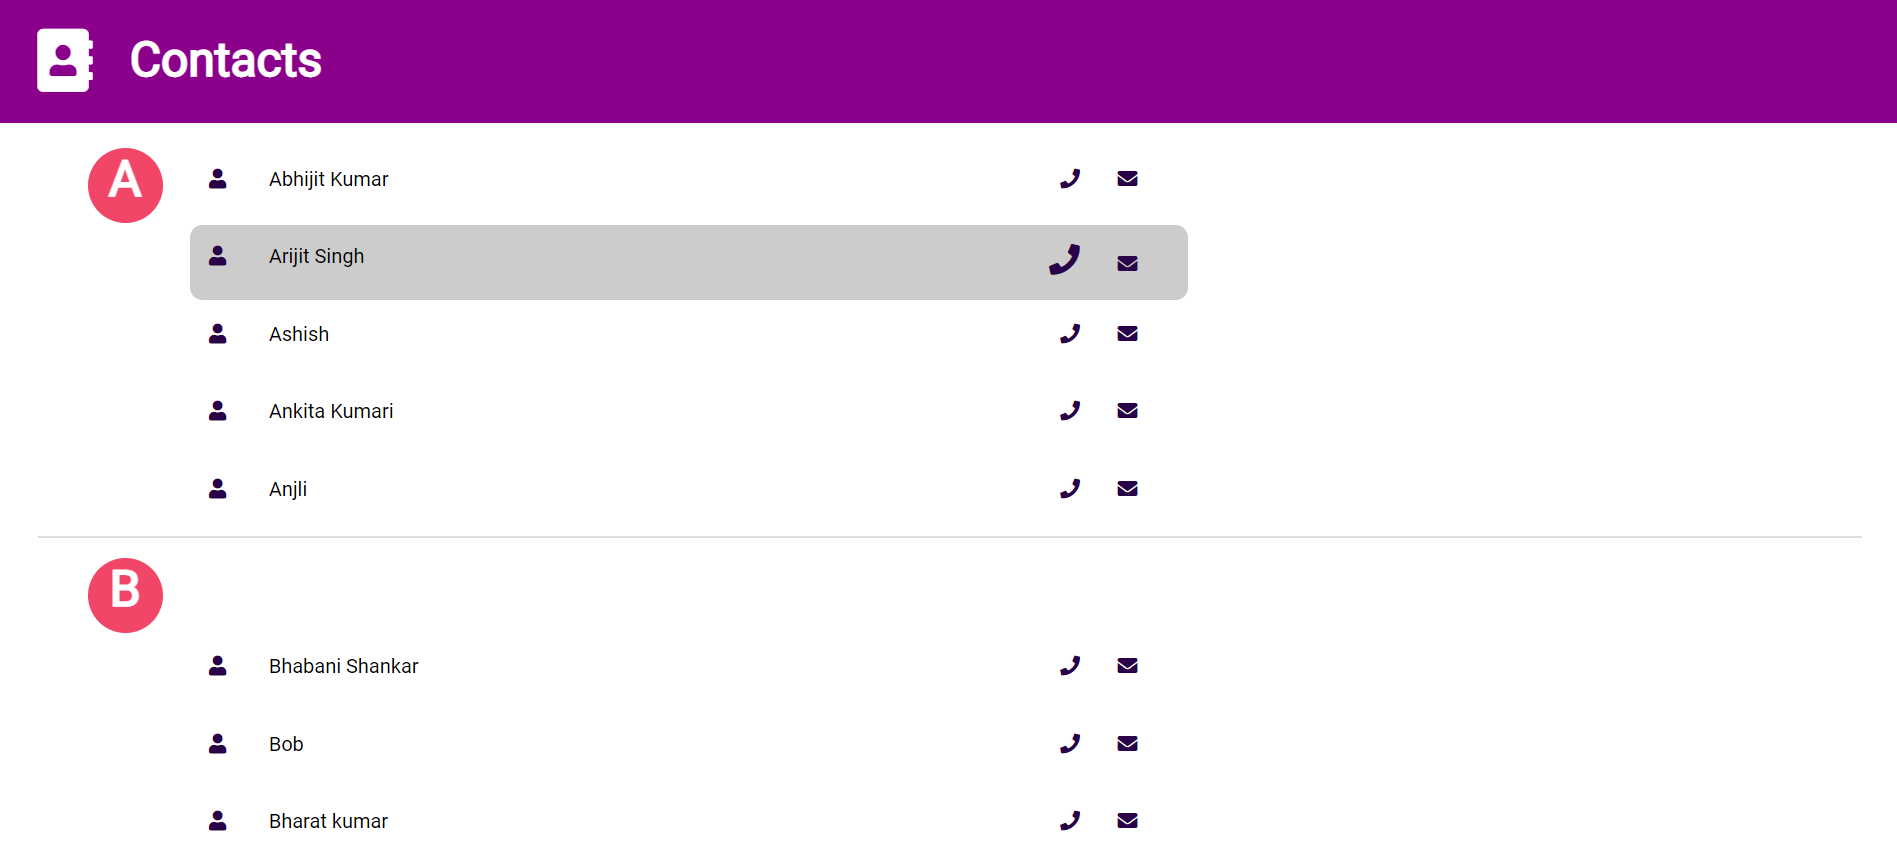 Contacts
A
Abhijit Kumar
Arijit Singh
Ashish
Ankita Kumari
Anjli
B
Bhabani Shankar
Bob
Bharat kumar